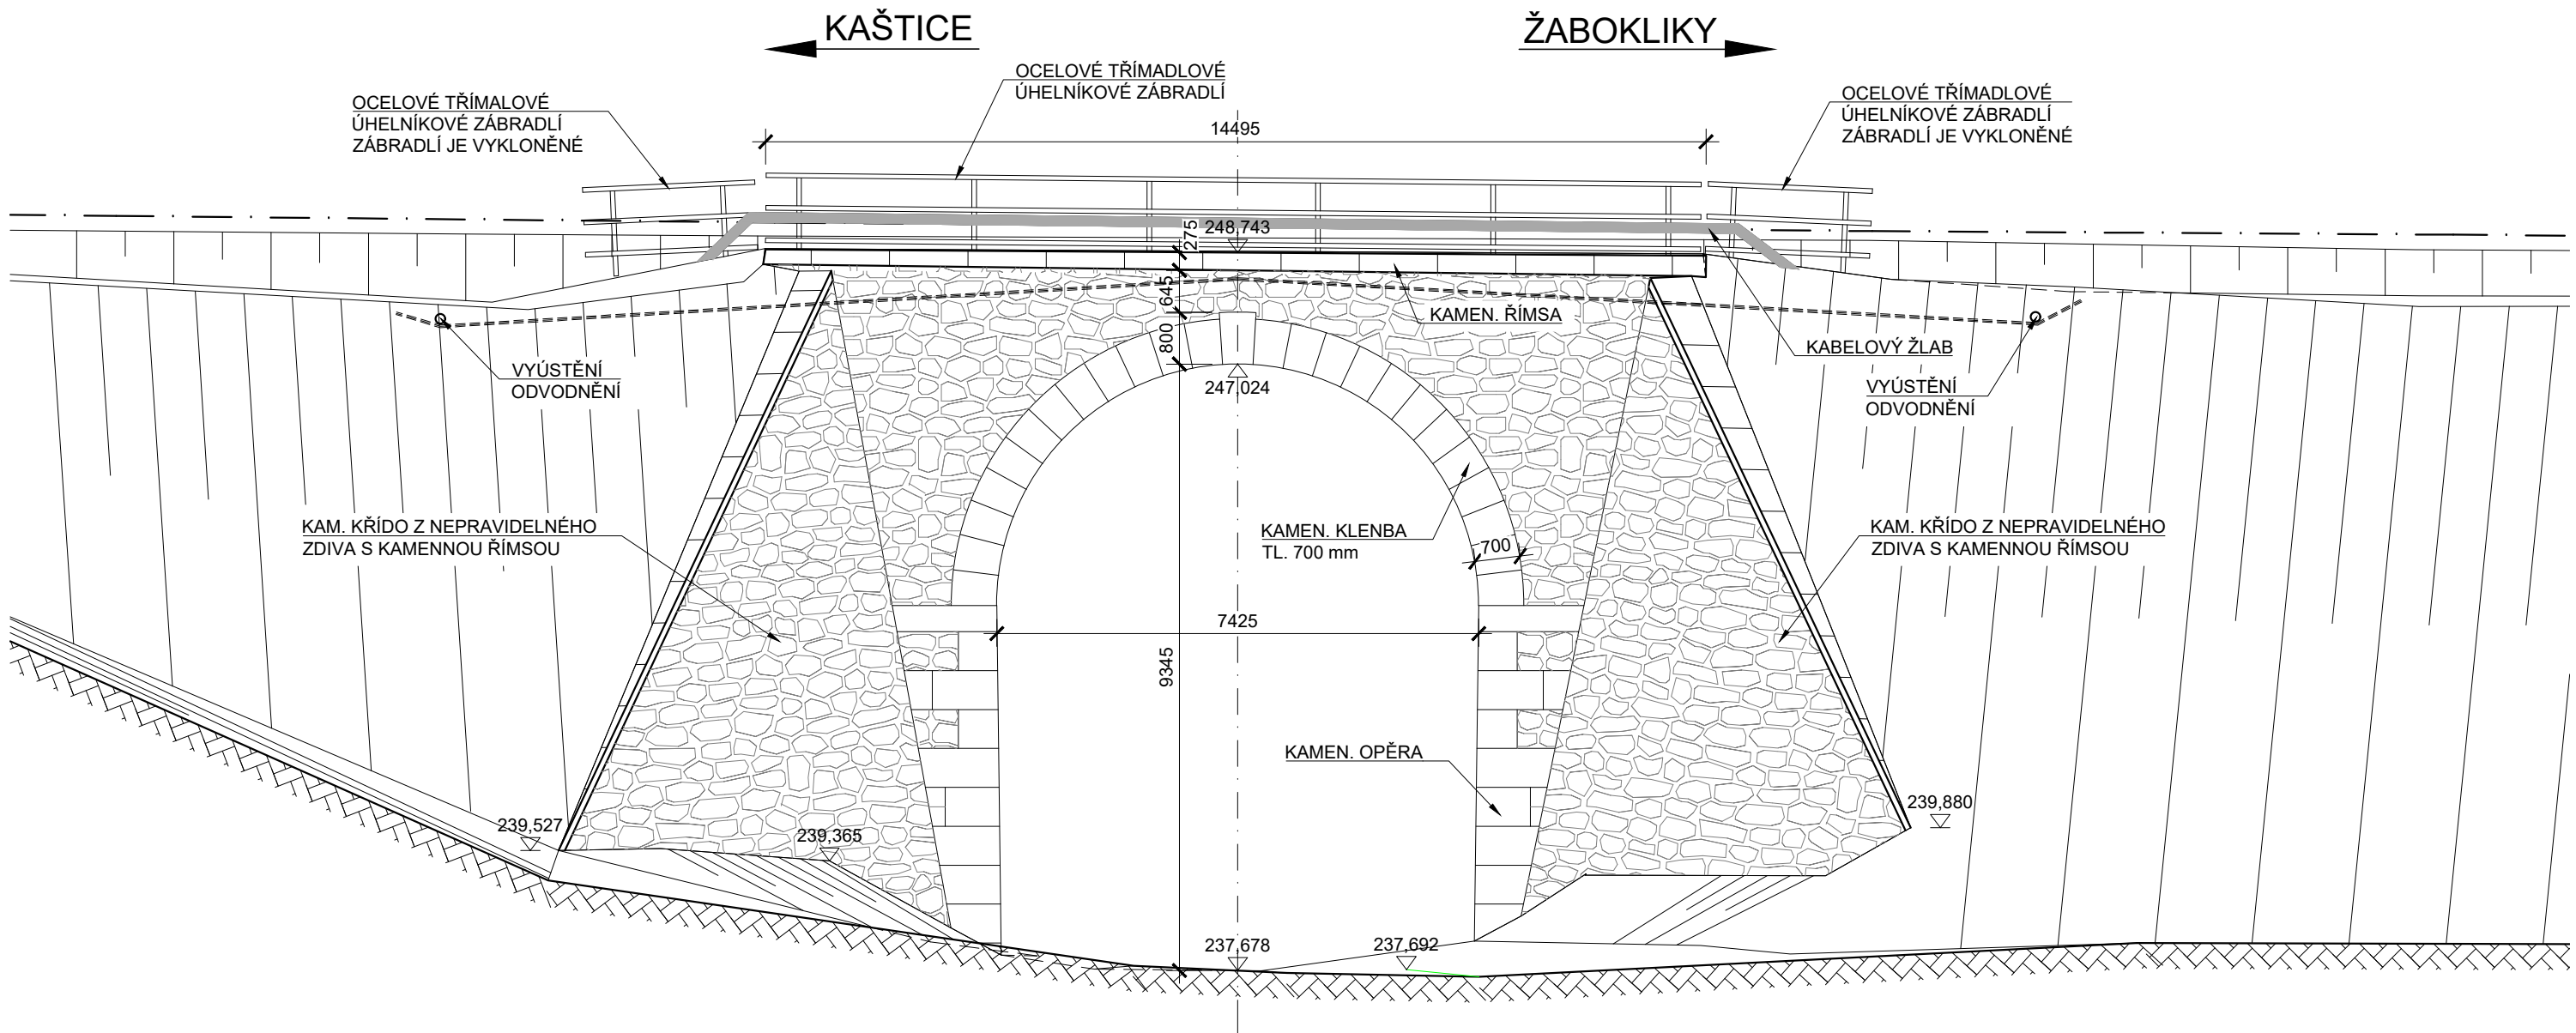 KAŠTICE
ŽABOKLIKY
OCELOVÉ TŘÍMALOVÉ
ÚHELNÍKOVÉ ZÁBRADLÍ
ZÁBRADLÍ JE VYKLONĚNÉ
OCELOVÉ TŘÍMADLOVÉ
ÚHELNÍKOVÉ ZÁBRADLÍ
OCELOVÉ TŘÍMADLOVÉ
ÚHELNÍKOVÉ ZÁBRADLÍ
ZÁBRADLÍ JE VYKLONĚNÉ
14495
275
248,743
645
KAMEN. ŘÍMSA
800
KABELOVÝ ŽLAB
247,024
VYÚSTĚNÍ
ODVODNĚNÍ
VYÚSTĚNÍ
ODVODNĚNÍ
KAM. KŘÍDO Z NEPRAVIDELNÉHO
ZDIVA S KAMENNOU ŘÍMSOU
KAMEN. KLENBA
TL. 700 mm
700
KAM. KŘÍDO Z NEPRAVIDELNÉHO
ZDIVA S KAMENNOU ŘÍMSOU
7425
9345
KAMEN. OPĚRA
239,527
239,365
239,880
237,678
237,692